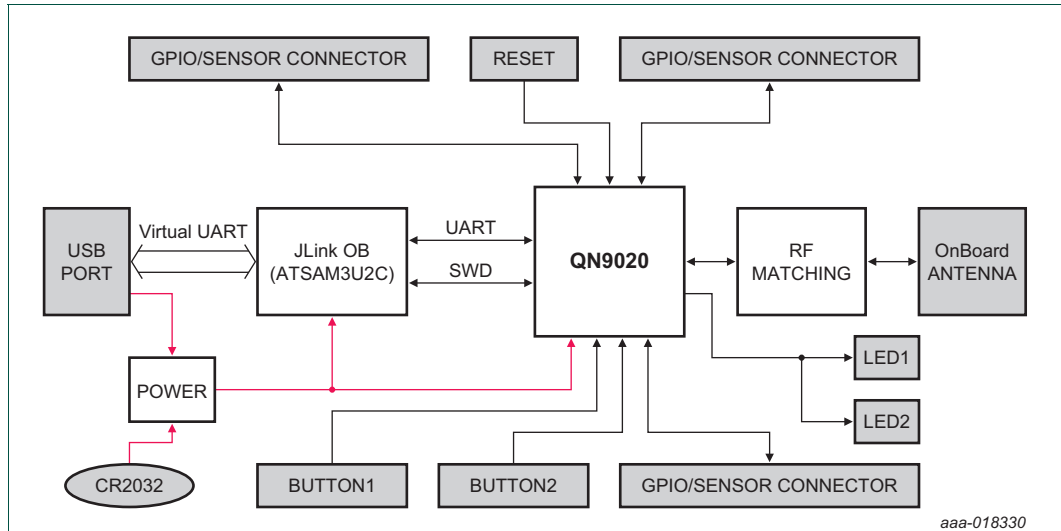 GPIO/SENSOR CONNECTOR
RESET
GPIO/SENSOR CONNECTOR
USB
PORT
Virtual UART
JLink OB
(ATSAM3U2C)
UART
SWD
QN9020
RF
MATCHING
OnBoard
ANTENNA
POWER
LED1
LED2
CR2032
BUTTON1
BUTTON2
GPIO/SENSOR CONNECTOR
aaa-018330